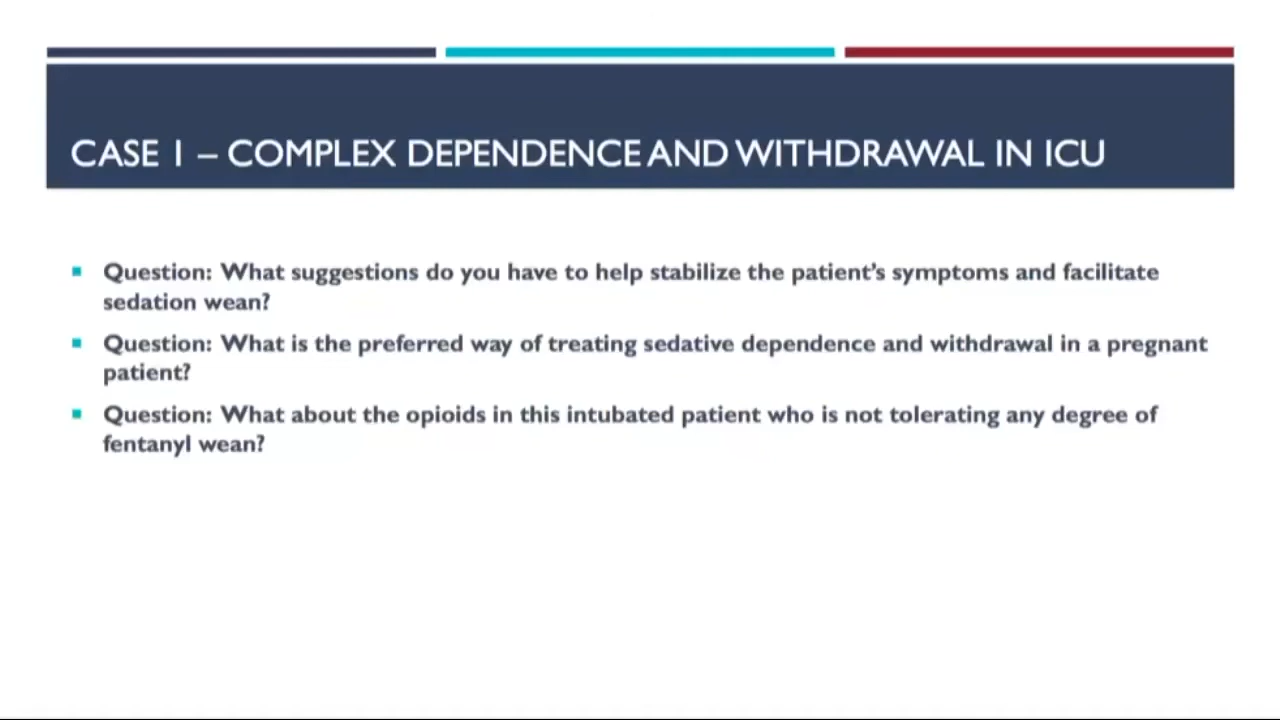 CASE 1 – COMPLEX DEPENDENCE AND WITHDRAWAL IN ICU
Question: What suggestions do you have to help stabilize the patient's symptoms and facilitate
sedation wean?
Question: What is the preferred way of treating sedative dependence and withdrawal in a pregnant
patient?
Question: What about the opioids in this intubated patient who is not tolerating any degree of
fentanyl wean?